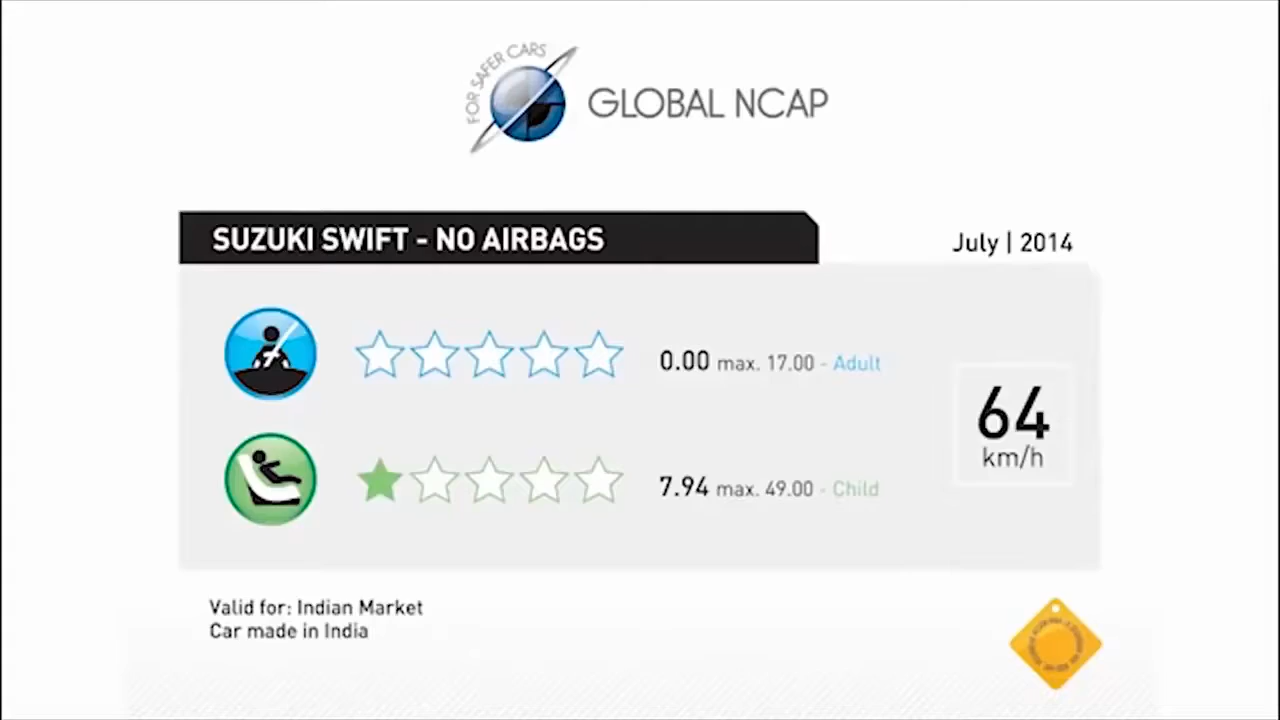 FOR SAFER CARS
GLOBAL NCAP
SUZUKI SWIFT - NO AIRBAGS
July | 2014
0.00 max. 17.00 - Adult
7.94 max. 49.00 - Child
64
km/h
Valid for: Indian Market
Car made in India